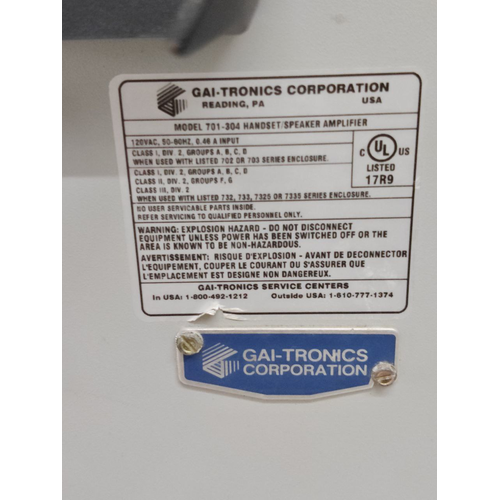 GAI-TRONICS CORPORATION
READING, PA USA
MODEL 701-304 HANDSET/SPEAKER AMPLIFIER
120VAC, 50-60HZ, 0.46 A INPUT
CLASS I, DIV. 2, GROUPS A, B, C, D
WHEN USED WITH LISTED 702 OR 703 SERIES ENCLOSURE.
CLASS I, DIV. 2, GROUPS A, B, C, D
CLASS II, DIV. 2, GROUPS F, G
CLASS III, DIV. 2
WHEN USED WITH LISTED 732, 733, 7325 OR 7335 SERIES ENCLOSURE.
C UL US
LISTED
17R9
NO USER SERVICABLE PARTS INSIDE.
REFER SERVICING TO QUALIFIED PERSONNEL ONLY.
WARNING: EXPLOSION HAZARD - DO NOT DISCONNECT
EQUIPMENT UNLESS POWER HAS BEEN SWITCHED OFF OR THE
AREA IS KNOWN TO BE NON-HAZARDOUS.
AVERTISSEMENT: RISQUE D'EXPLOSION - AVANT DE DECONNECTOR
L'EQUIPEMENT, COUPER LE COURANT OU S'ASSURER QUE
L'EMPLACEMENT EST DESIGNE NON DANGEREUX.
GAI-TRONICS SERVICE CENTERS
In USA: 1-800-492-1212 Outside USA: 1-610-777-1374
GAI-TRONICS
CORPORATION